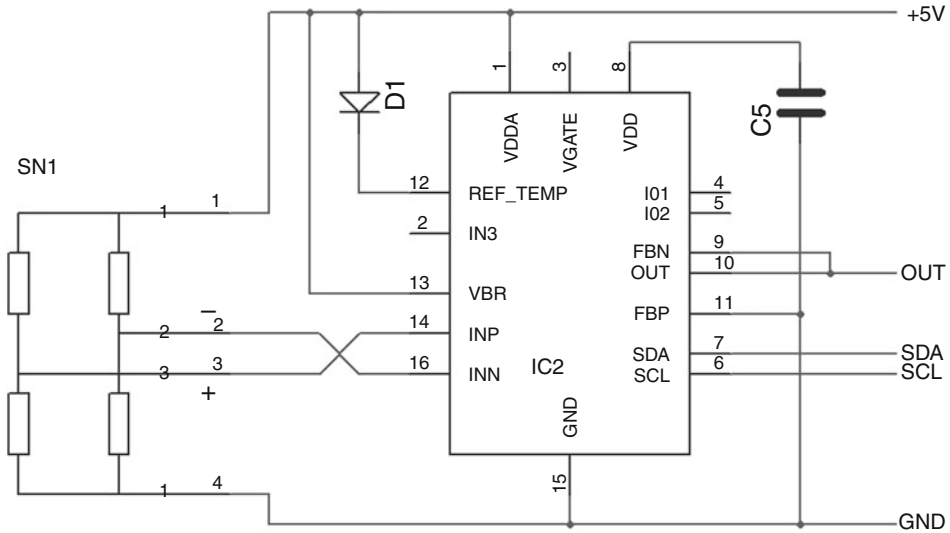 +5V
1
3
8
D1
C5
VDDA
VGATE
VDD
SN1
12
REF_TEMP
I01
4
1
1
I02
5
2
IN3
FBN
9
OUT
10
OUT
13
VBR
FBP
11
−
2
2
14
INP
SDA
7
SDA
3
3
16
INN
IC2
SCL
6
SCL
+
GND
15
1
4
GND